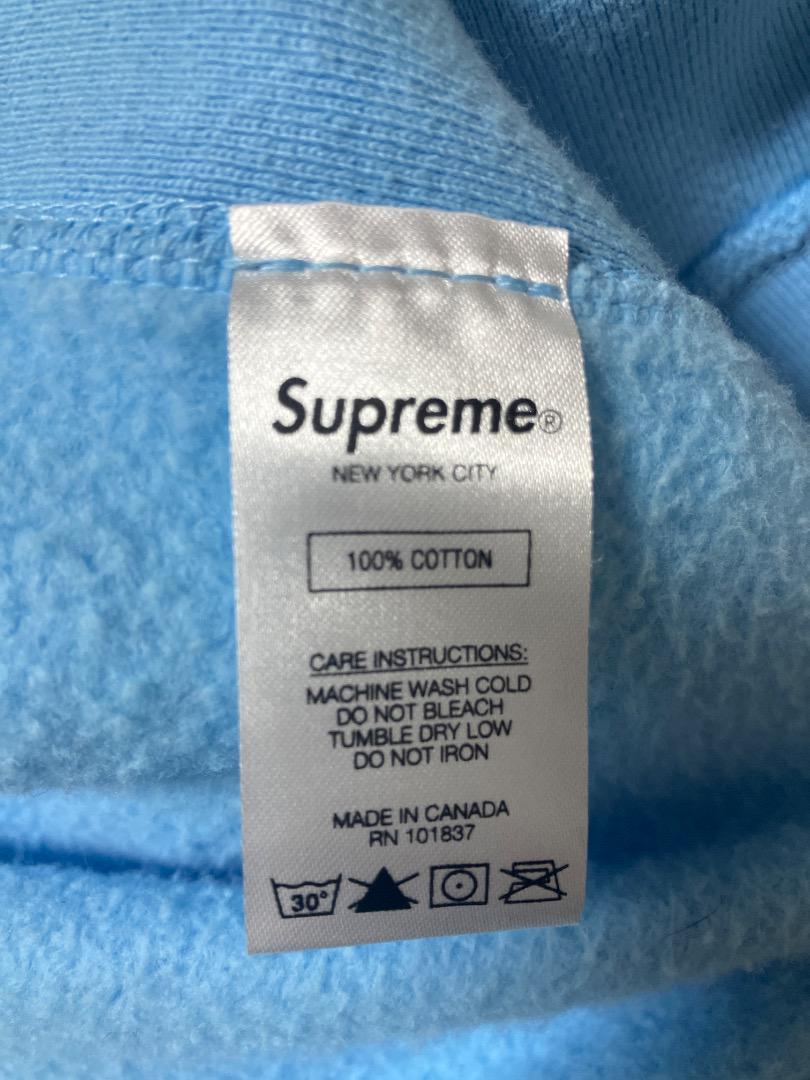 Supreme®
NEW YORK CITY
100% COTTON
CARE INSTRUCTIONS:
MACHINE WASH COLD
DO NOT BLEACH
TUMBLE DRY LOW
DO NOT IRON
MADE IN CANADA
RN 101837
30°